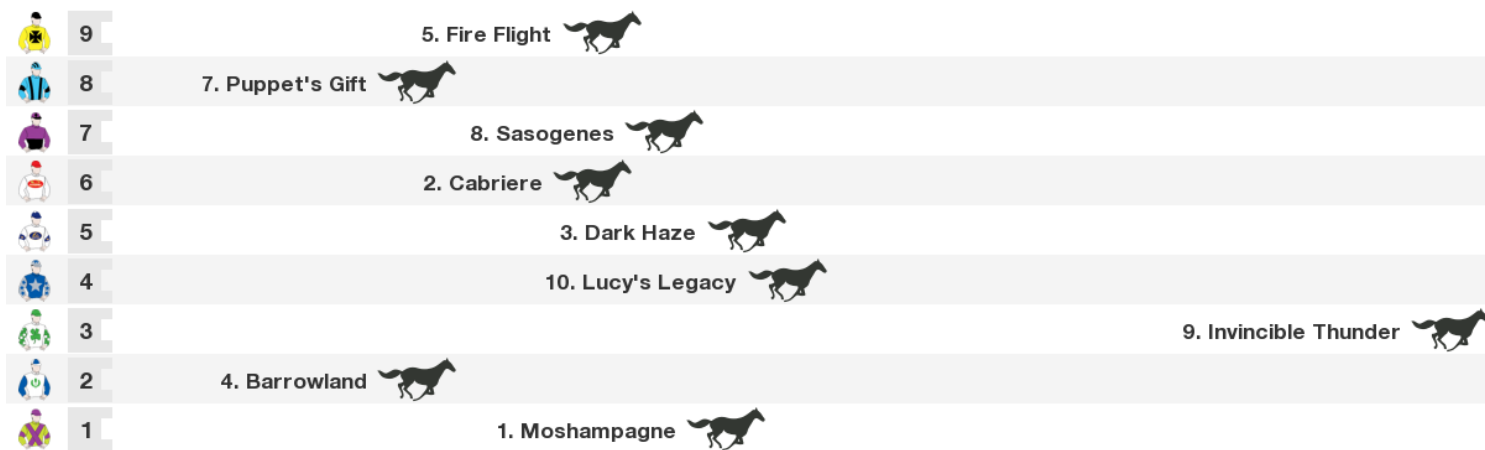 9 5. Fire Flight
8 7. Puppet's Gift
7 8. Sasogenes
6 2. Cabriere
5 3. Dark Haze
4 10. Lucy's Legacy
3 9. Invincible Thunder
2 4. Barrowland
1 1. Moshampagne